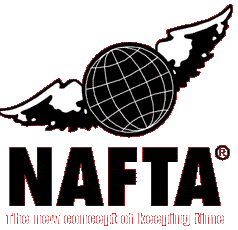 NAFTA®
The new concept of keeping time